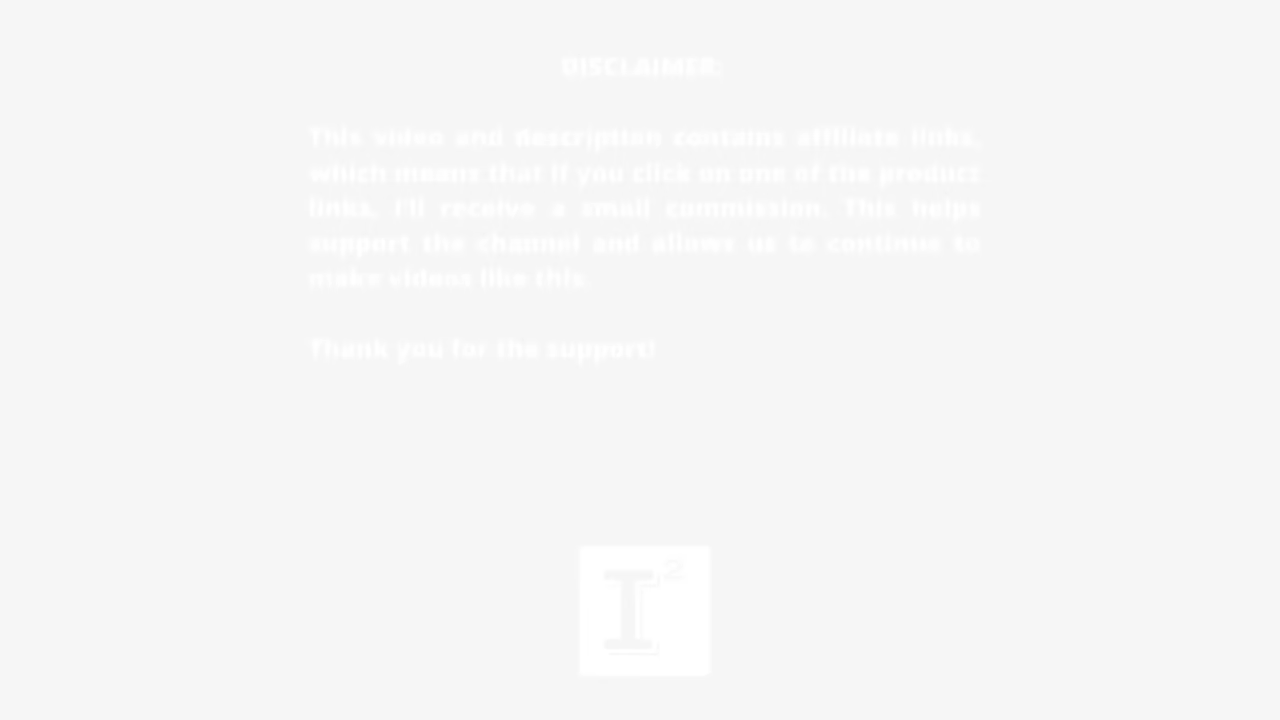 DISCLAIMER:
This video and description contains affiliate links,
which means that if you click on one of the product
links, I'll receive a small commission. This helps
support the channel and allows us to continue to
make videos like this.
Thank you for the support!
I²